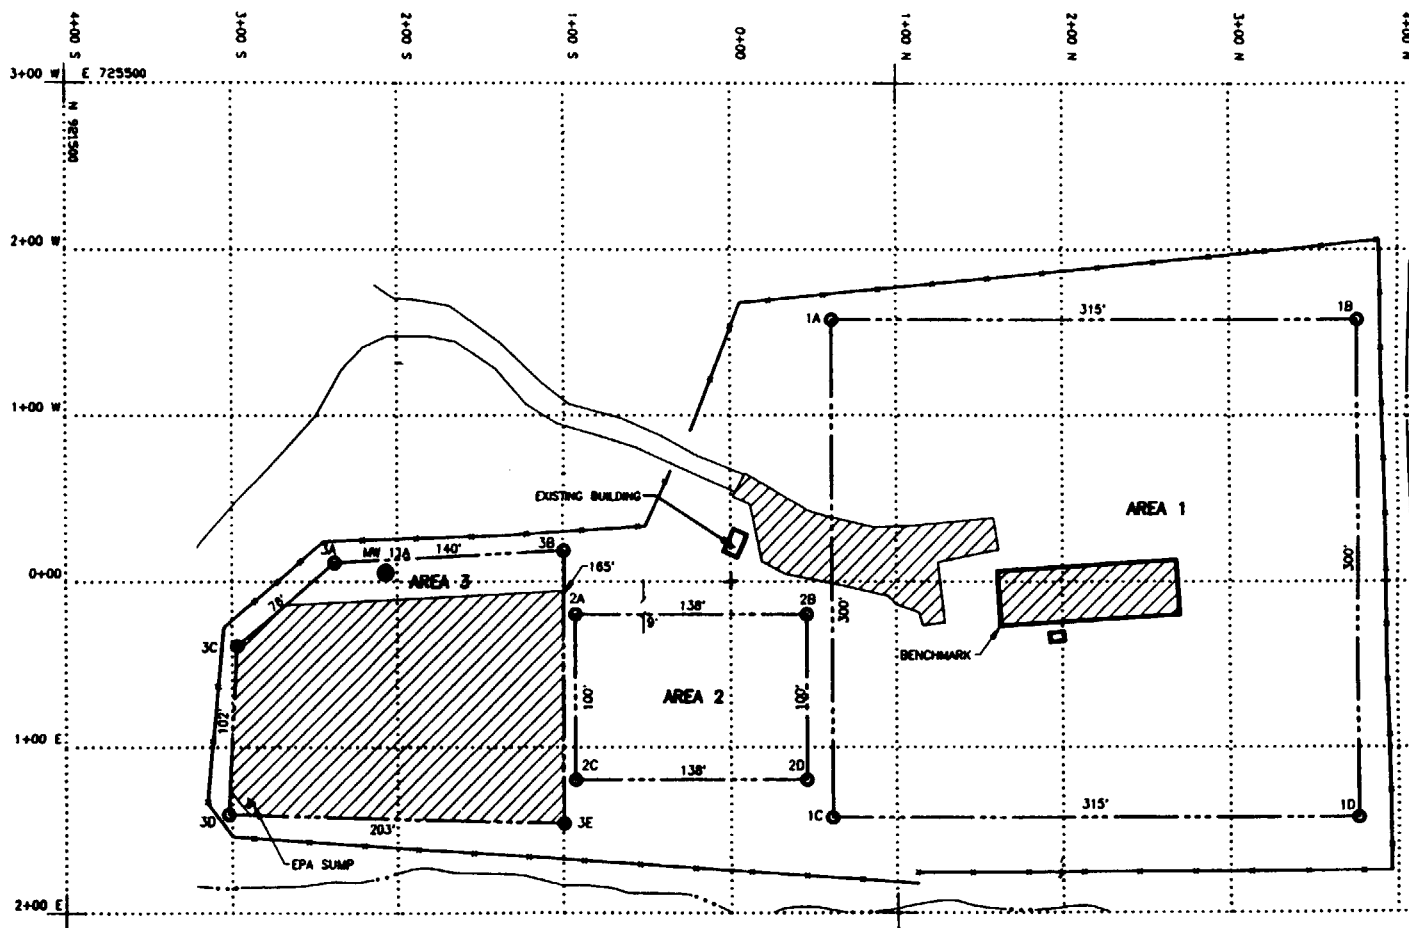 4+00 S
3+00 S
2+00 S
1+00 S
0+00
1+00 N
2+00 N
3+00 N
4+00 N
3+00 W
E 725500
N 921500
2+00 W
1A
315'
1B
1+00 W
EXISTING BUILDING
AREA 1
3A
MW 13A
140'
3B
0+00
AREA 3
165'
78'
2A
138'
2B
9'
300'
300'
3C
BENCHMARK
102'
100'
AREA 2
100'
1+00 E
2C
138'
2D
3D
203'
3E
1C
315'
1D
EPA SUMP
2+00 E